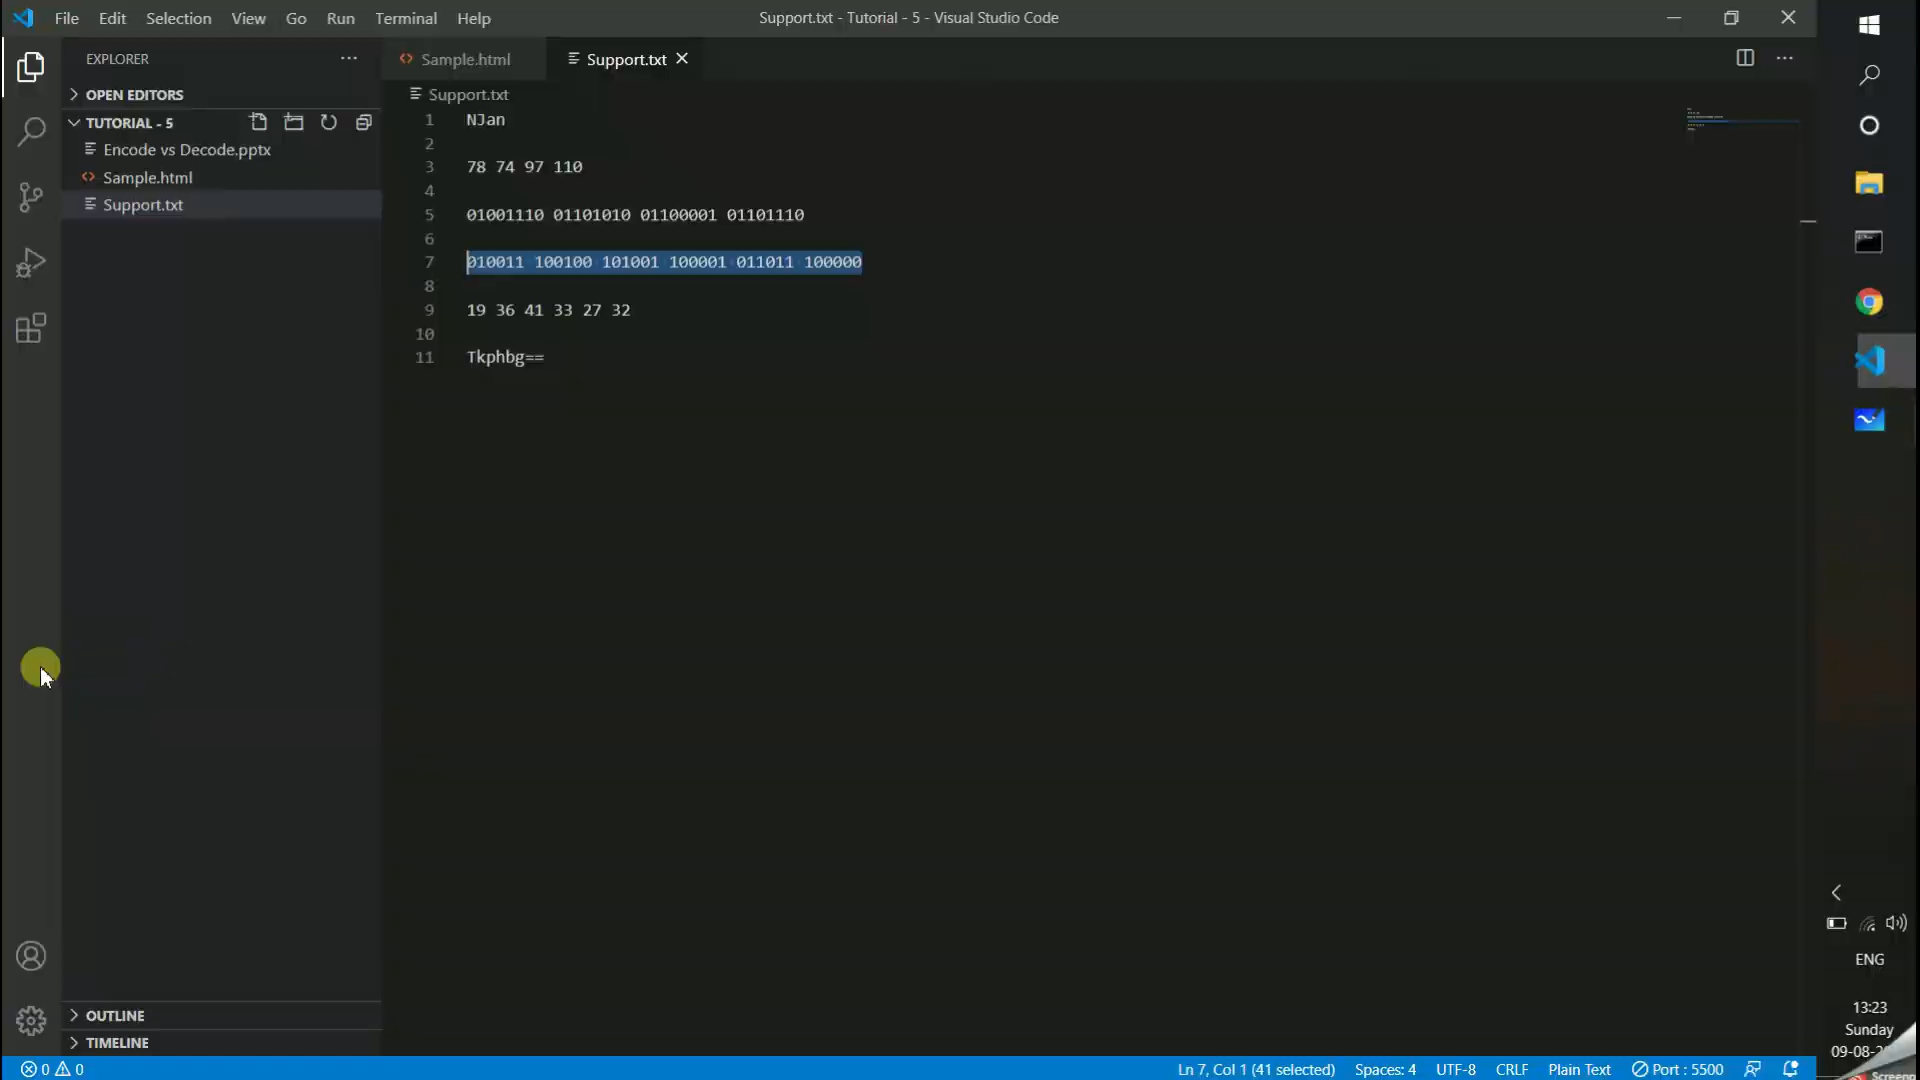 File Edit Selection View Go Run Terminal Help
Support.txt - Tutorial - 5 - Visual Studio Code
EXPLORER
Sample.html
Support.txt
OPEN EDITORS
TUTORIAL - 5
Encode vs Decode.pptx
Sample.html
Support.txt
Support.txt
1 NJan
2
3 78 74 97 110
4
5 01001110 01101010 01100001 01101110
6
7 010011 100100 101001 100001 011011 100000
8
9 19 36 41 33 27 32
10
11 Tkphbg==
OUTLINE
TIMELINE
0 0
Ln 7, Col 1 (41 selected) Spaces: 4 UTF-8 CRLF Plain Text Port : 5500
ENG
13:23
Sunday
09-08-2